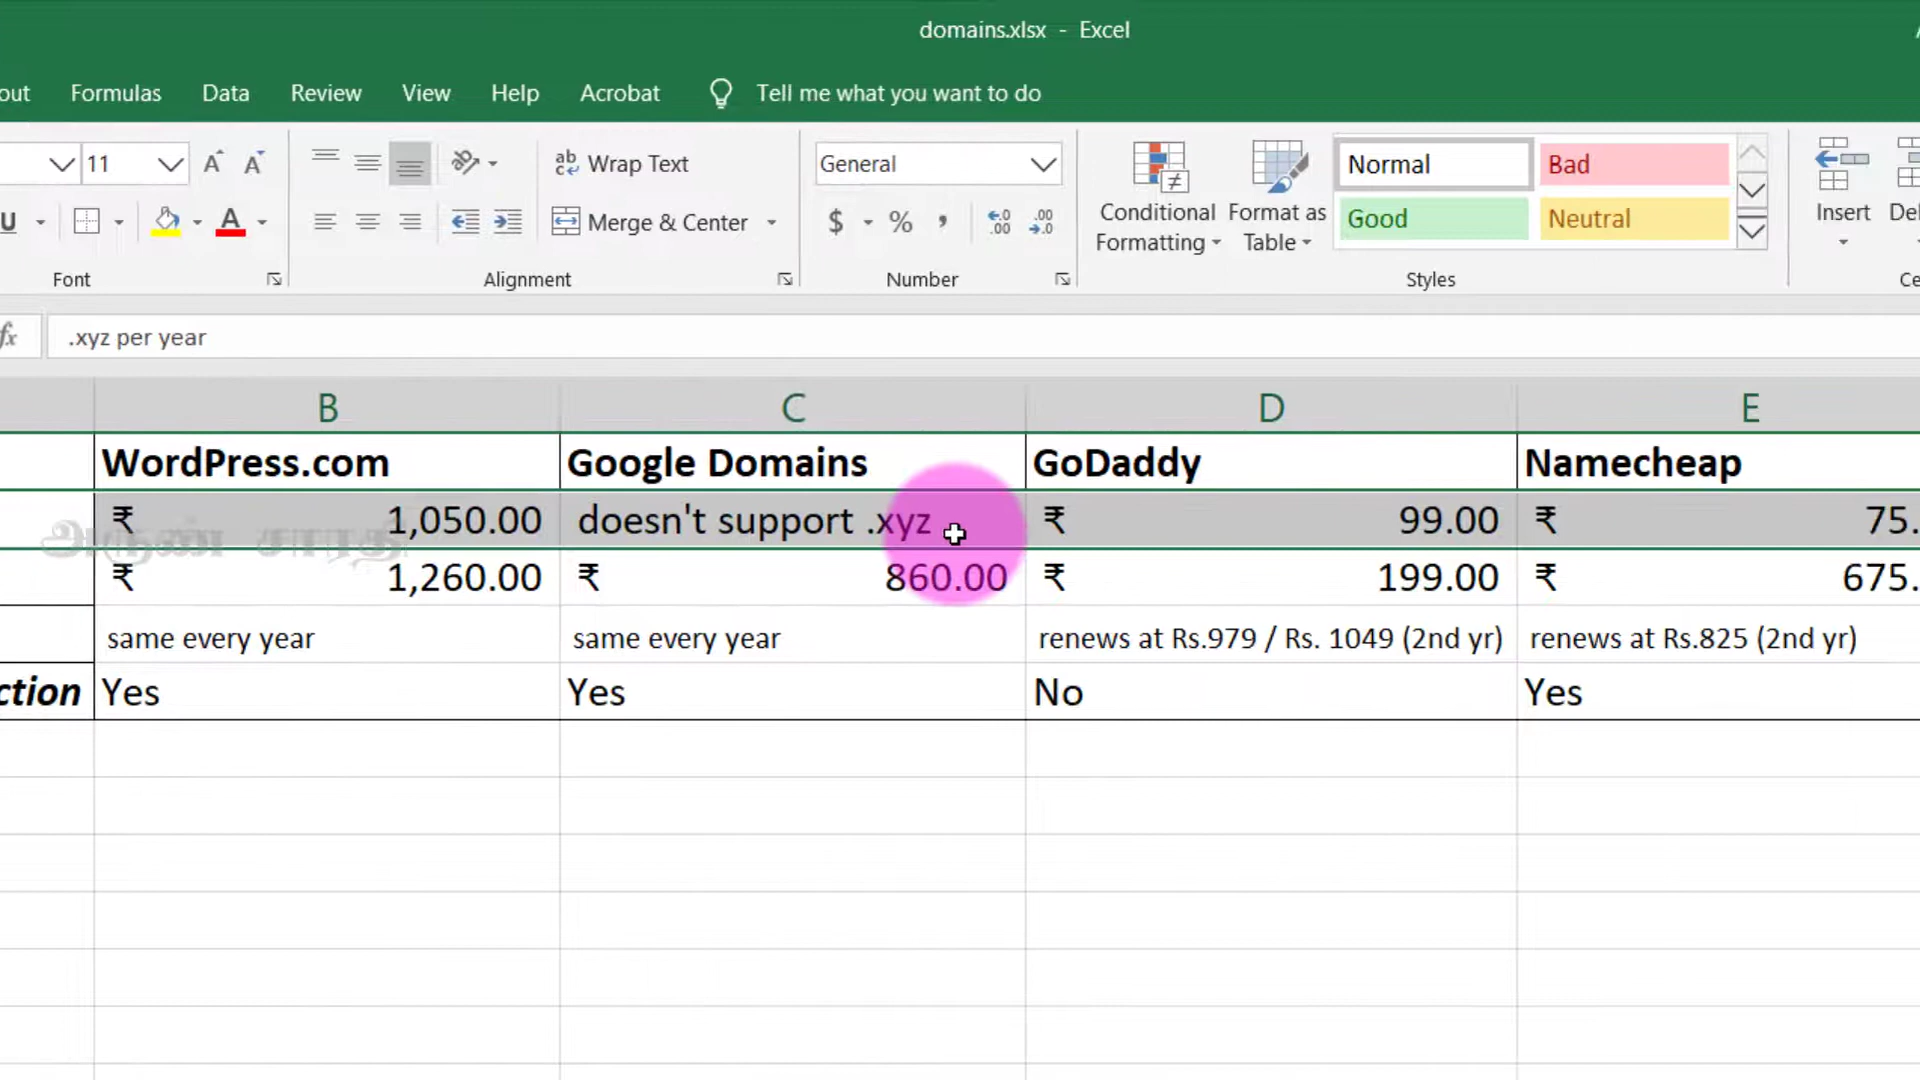 domains.xlsx - Excel
out Formulas Data Review View Help Acrobat Tell me what you want to do
11 Wrap Text General Normal Bad
Merge & Center $ % Conditional Formatting Format as Table Good Neutral Insert Del
Font Alignment Number Styles Ce
fx .xyz per year
B C D E
WordPress.com Google Domains GoDaddy Namecheap
₹ 1,050.00 doesn't support .xyz ₹ 99.00 ₹ 75.
₹ 1,260.00 ₹ 860.00 ₹ 199.00 ₹ 675.
same every year same every year renews at Rs.979 / Rs. 1049 (2nd yr) renews at Rs.825 (2nd yr)
ction Yes Yes No Yes
அருண் சாரதி